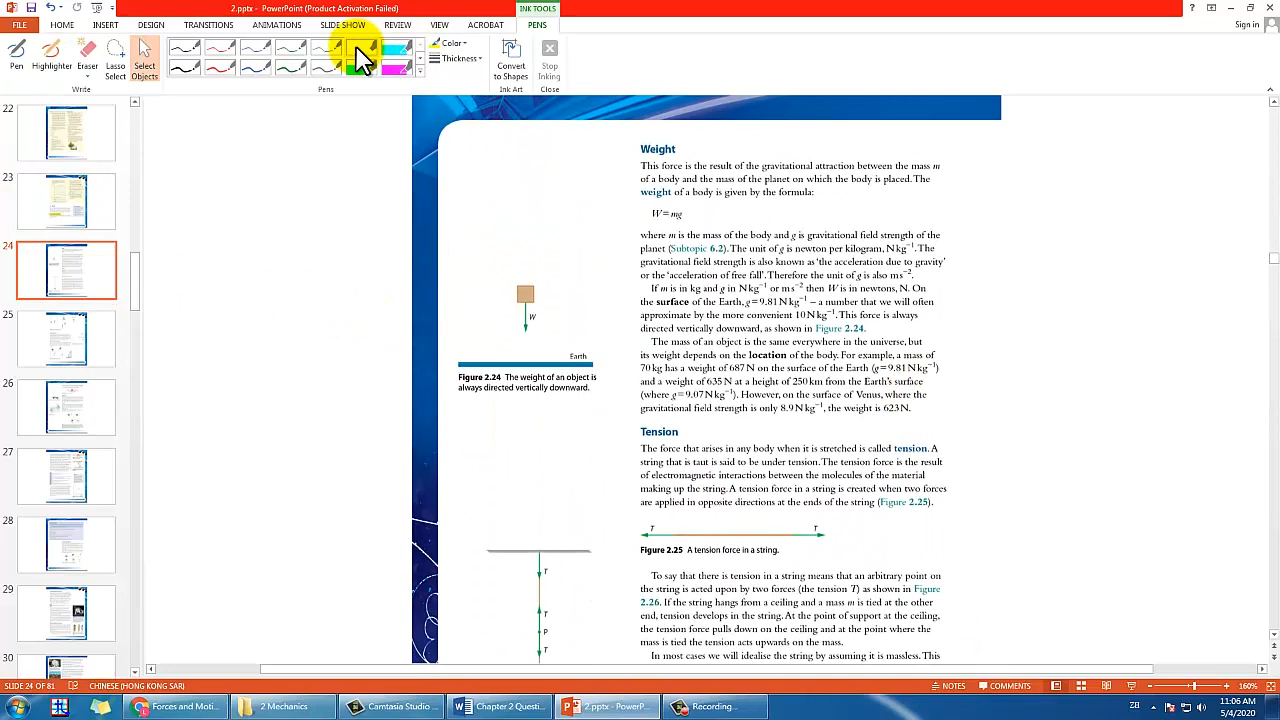 2.pptx - PowerPoint (Product Activation Failed)
INK TOOLS
FILE HOME INSERT DESIGN TRANSITIONS ANIMATIONS SLIDE SHOW REVIEW VIEW ACROBAT PENS
Sign in
Pen Highlighter Eraser Lasso Select Select Objects
Color
Thickness
Convert to Shapes
Stop Inking
Write Pens Ink Art Close
22
23
25
Weight
This force is the result of the gravitational attraction between the mass m
of a body and the mass of the planet on which the body is placed. The
weight of a body is given by the formula:
W = mg
where m is the mass of the body and g is gravitational field strength of the
planet (Subtopic 6.2). The unit of g is newton per kilogram, N kg⁻¹. The
gravitational field strength is also known as 'the acceleration due to gravity'
or the 'acceleration of free fall'. Therefore the unit of g is also m s⁻².
If m is in kg and g in N kg⁻¹ or m s⁻² then W is in newtons, N. On
the surface of the Earth, g = 9.81 N kg⁻¹ – a number that we will often
approximate by the more convenient 10 N kg⁻¹. This force is always
directed vertically downward, as shown in Figure 2.24.
The mass of an object is the same everywhere in the universe, but
its weight depends on the location of the body. For example, a mass of
70 kg has a weight of 687 N on the surface of the Earth (g = 9.81 N kg⁻¹)
and a weight of 635 N at a height of 250 km from the Earth's surface
(where g = 9.07 N kg⁻¹). However, on the surface of Venus, where the
gravitational field strength is only 8.9 N kg⁻¹, the weight is 623 N.
W
Earth
Figure 2.24 The weight of an object is
always directed vertically downward.
Tension
The force that arises in any body when it is stretched is called tension. A
string that is taut is said to be under tension. The tension force is the result
of electromagnetic interactions between the molecules of the material
making up the string. A tension force in a string is created when two forces
are applied in opposite directions at the ends of the string (Figure 2.25).
T T
Figure 2.25 A tension force in a string.
To say that there is tension in a string means that an arbitrary point on
the string is acted upon by two forces (the tension T) as shown in Figure
2.26. If the string hangs from a ceiling and a mass m is tied at the other
end, tension develops in the string. At the point of support at the ceiling,
the tension force pulls down on the ceiling and at the point where the
mass is tied the tension acts upwards on the mass.
In most cases we will idealise the string by assuming it is massless. This
T
T
P
T
SLIDE 24 OF 81 CHINESE (HONG KONG SAR) NOTES COMMENTS 160%
Forces and Moti... 2 Mechanics Camtasia Studio ... Chapter 2 Questi... 2.pptx - PowerP... Recording...
ZB 11:06 AM
5/4/2020